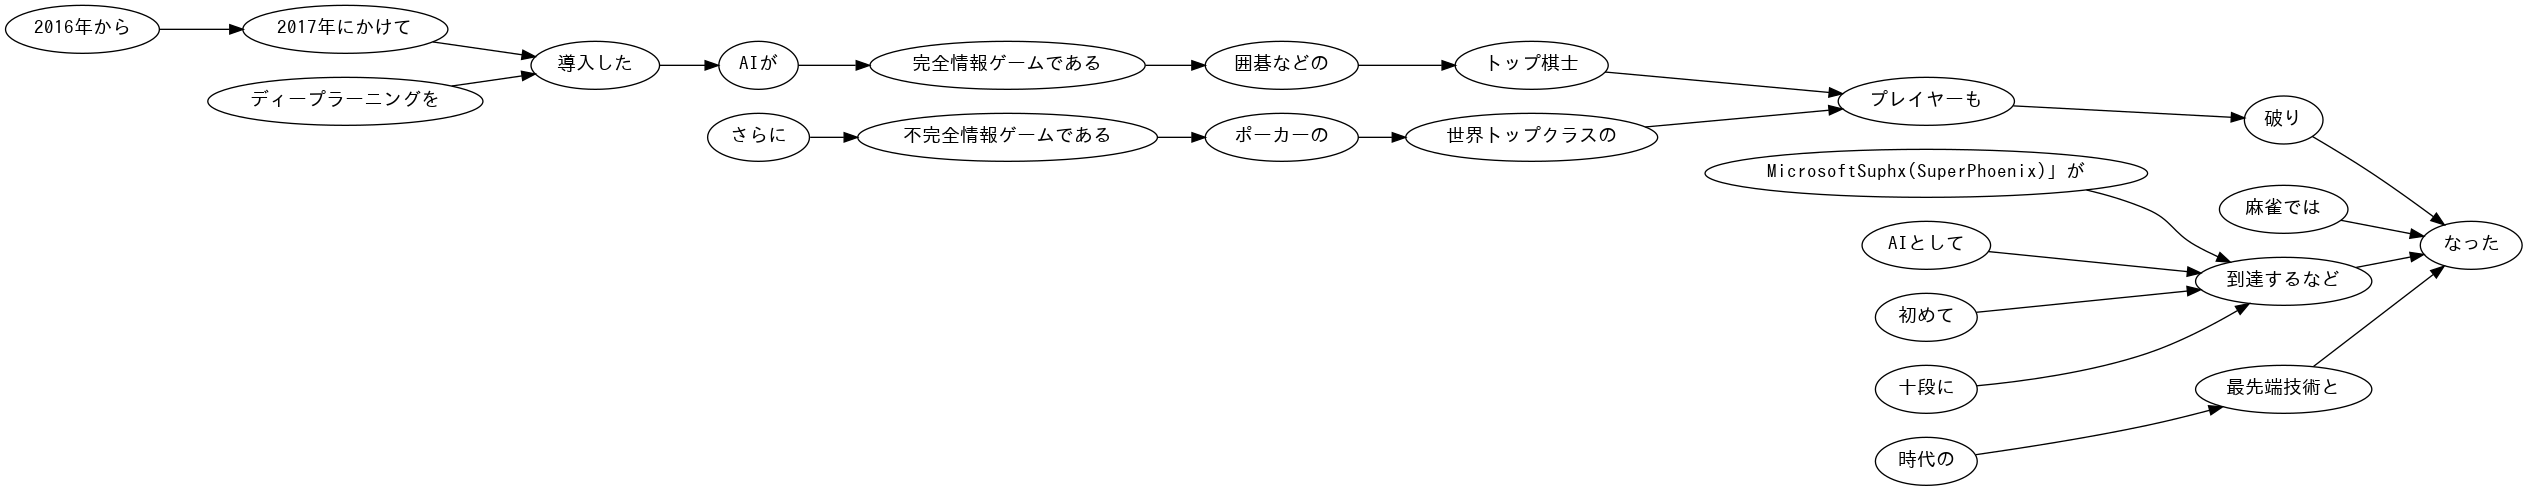 2016年から
2017年にかけて
ディープラーニングを
導入した
AIが
完全情報ゲームである
囲碁などの
トップ棋士
さらに
不完全情報ゲームである
ポーカーの
世界トップクラスの
プレイヤーも
破り
麻雀では
MicrosoftSuphx(SuperPhoenix)」が
AIとして
初めて
十段に
到達するなど
時代の
最先端技術と
なった